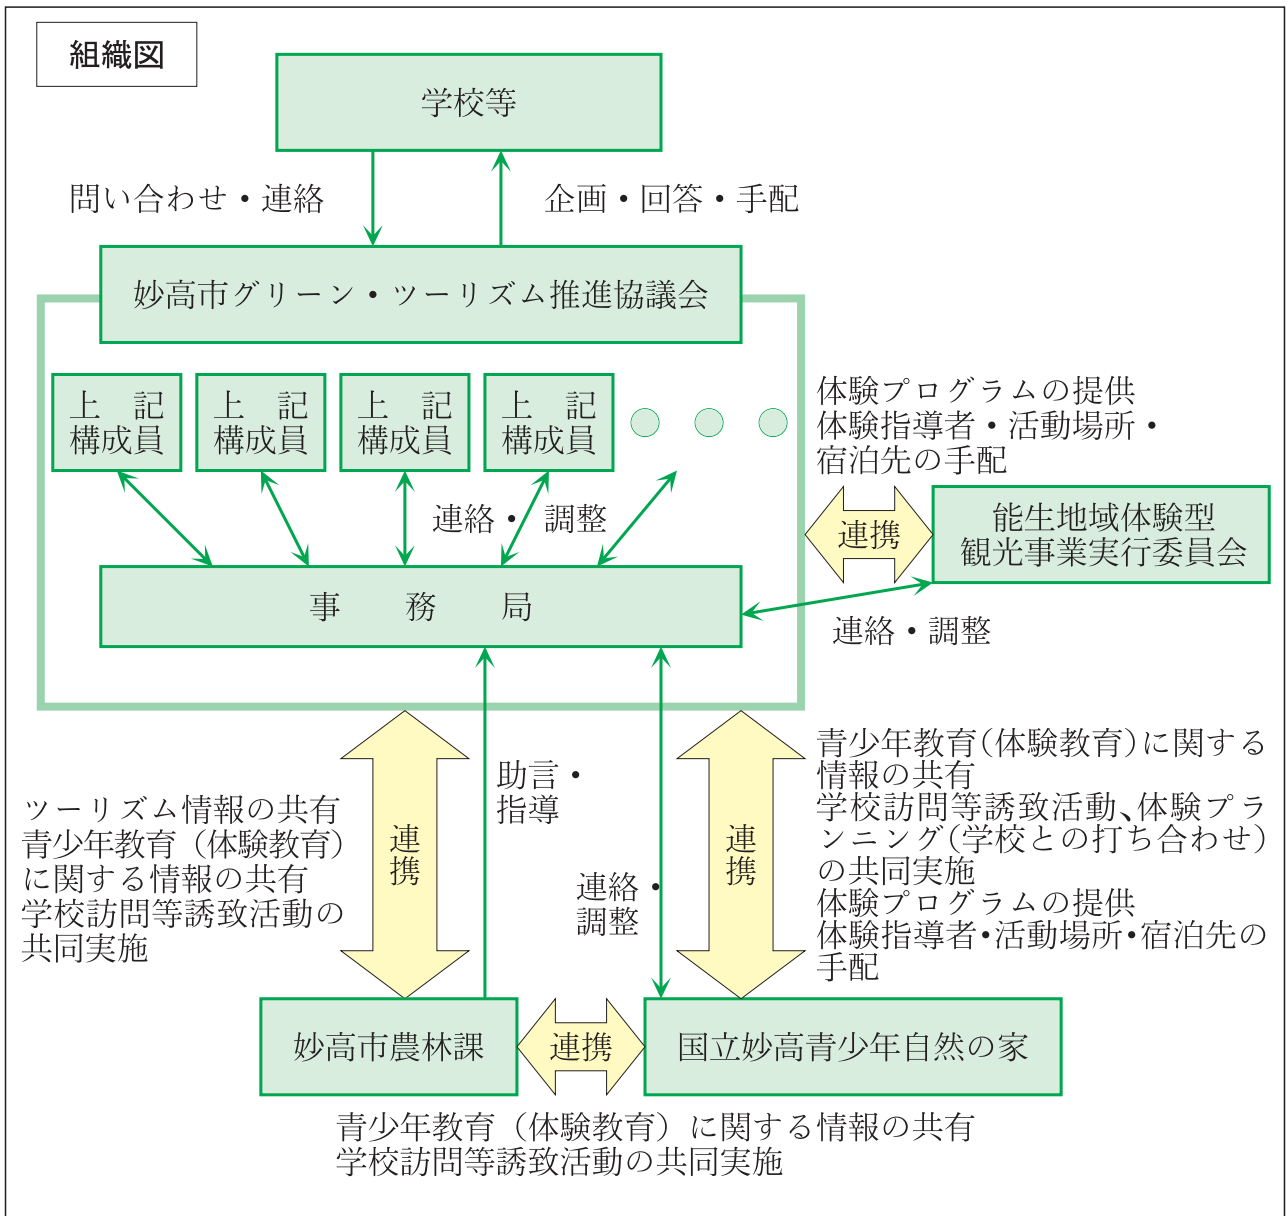 組織図
学校等
問い合わせ・連絡
企画・回答・手配
妙高市グリーン・ツーリズム推進協議会
上　記
構成員
上　記
構成員
上　記
構成員
上　記
構成員
体験プログラムの提供
体験指導者・活動場所・
宿泊先の手配
連絡・調整
連携
能生地域体験型
観光事業実行委員会
事　務　局
連絡・調整
助言・
指導
ツーリズム情報の共有
青少年教育（体験教育）
に関する情報の共有
学校訪問等誘致活動の
共同実施
連携
連絡・
調整
連携
青少年教育(体験教育)に関する
情報の共有
学校訪問等誘致活動、体験プラ
ンニング(学校との打ち合わせ)
の共同実施
体験プログラムの提供
体験指導者・活動場所・宿泊先の
手配
妙高市農林課
連携
国立妙高青少年自然の家
青少年教育（体験教育）に関する情報の共有
学校訪問等誘致活動の共同実施